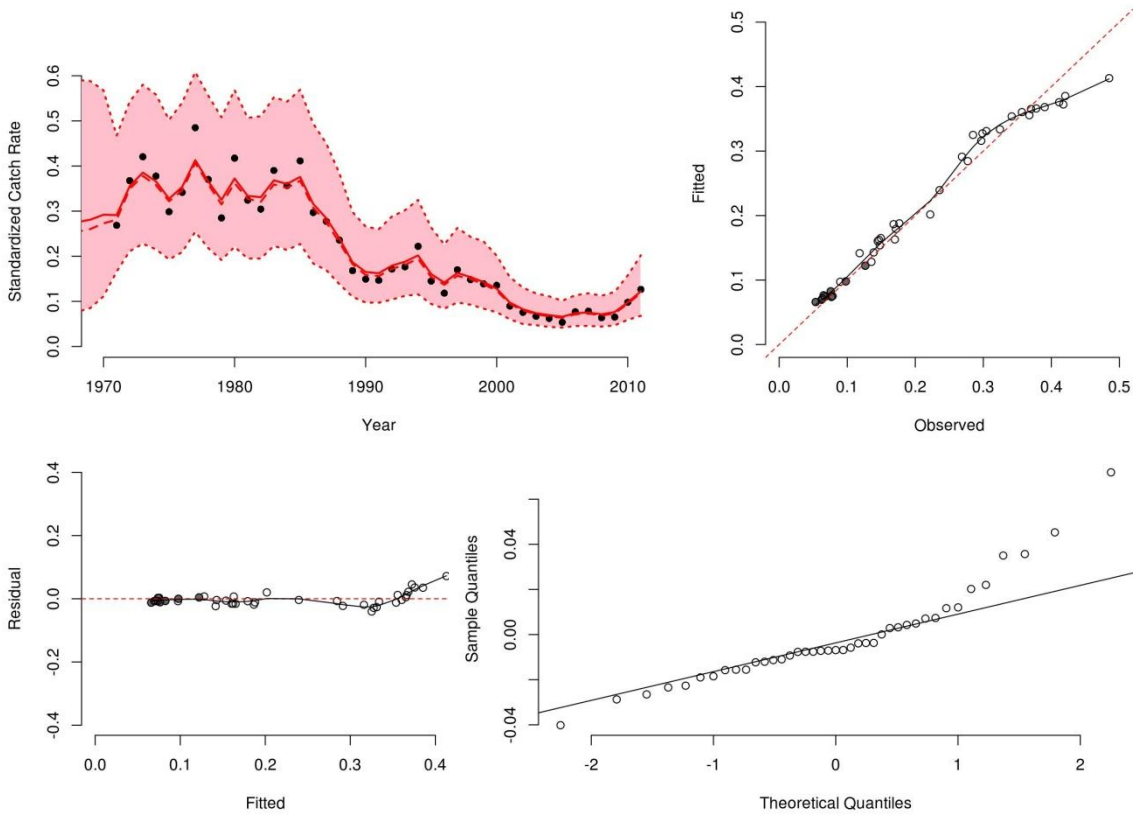 Standardized Catch Rate
0.6
0.5
0.4
0.3
0.2
0.1
0.0
1970 1980 1990 2000 2010
Year
Fitted
0.5
0.4
0.3
0.2
0.1
0.0
0.0 0.1 0.2 0.3 0.4 0.5
Observed
Residual
0.4
0.2
0.0
-0.2
-0.4
0.0 0.1 0.2 0.3 0.4
Fitted
Sample Quantiles
0.04
0.00
-0.04
-2 -1 0 1 2
Theoretical Quantiles